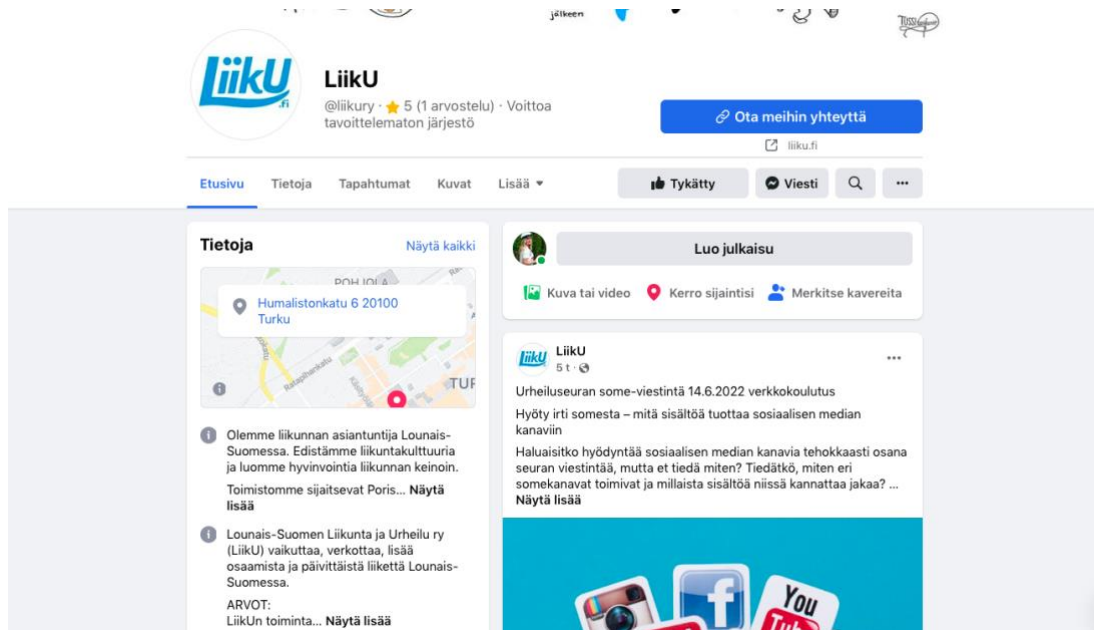 jälkeen
LiikU
.fi
LiikU
@liikury · 5 (1 arvostelu) · Voittoa
tavoittelematon järjestö
Ota meihin yhteyttä
liiku.fi
Etusivu
Tietoja
Tapahtumat
Kuvat
Lisää
Tykätty
Viesti
Tietoja
Näytä kaikki
POHJOLA
Humalistonkatu 6 20100
Turku
Ratapihankatu
TUR
Olemme liikunnan asiantuntija Lounais-
Suomessa. Edistämme liikuntakulttuuria
ja luomme hyvinvointia liikunnan keinoin.
Toimistomme sijaitsevat Poris... Näytä
lisää
Lounais-Suomen Liikunta ja Urheilu ry
(LiikU) vaikuttaa, verkottaa, lisää
osaamista ja päivittäistä liikettä Lounais-
Suomessa.
ARVOT:
LiikUn toiminta... Näytä lisää
Luo julkaisu
Kuva tai video
Kerro sijaintisi
Merkitse kavereita
LiikU
LiikU
5 t ·
Urheiluseuran some-viestintä 14.6.2022 verkkokoulutus
Hyöty irti somesta – mitä sisältöä tuottaa sosiaalisen median
kanaviin
Haluaisitko hyödyntää sosiaalisen median kanavia tehokkaasti osana
seuran viestintää, mutta et tiedä miten? Tiedätkö, miten eri
somekanavat toimivat ja millaista sisältöä niissä kannattaa jakaa? ...
Näytä lisää
You
Tube